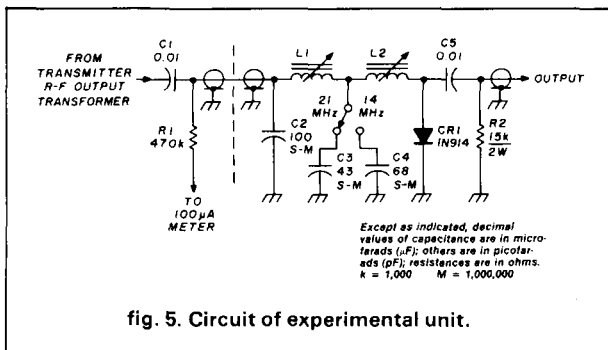 FROM
TRANSMITTER
R-F OUTPUT
TRANSFORMER
C1
0.01
R1
470k
TO
100μA
METER
L1
L2
C2
100
S-M
21
MHz
14
MHz
C3
43
S-M
C4
68
S-M
C5
0.01
CR1
1N914
R2
15k
2W
OUTPUT
Except as indicated, decimal
values of capacitance are in micro-
farads (μF); others are in picofar-
ads (pF); resistances are in ohms.
k = 1,000 M = 1,000,000
fig. 5. Circuit of experimental unit.